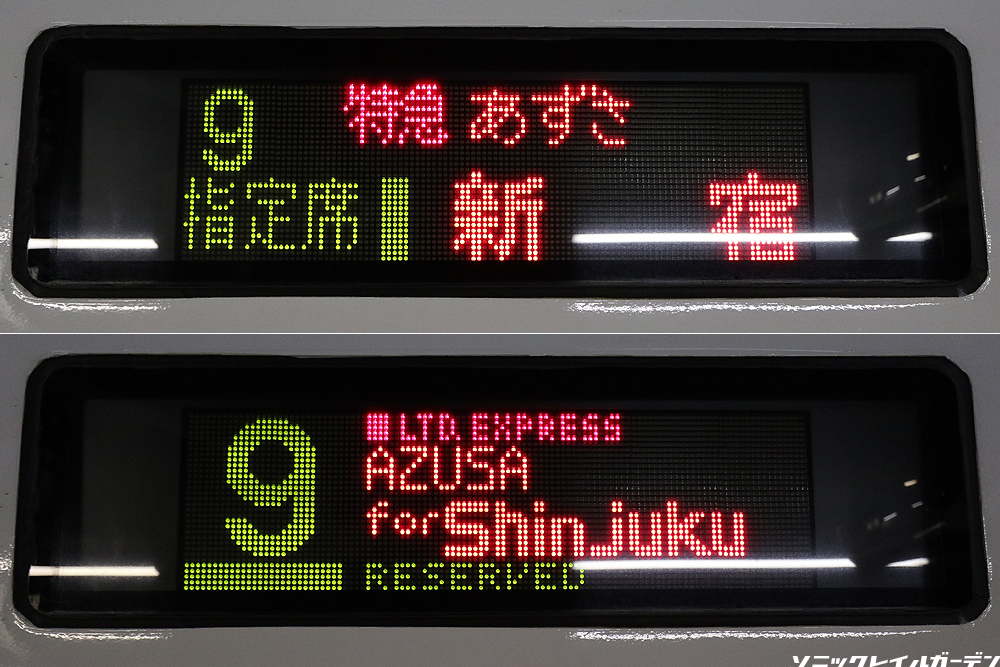 9 特急 あずさ
指定席 新宿
9
LTD. EXPRESS
AZUSA
for Shinjuku
RESERVED
ソニックレイルガーデン